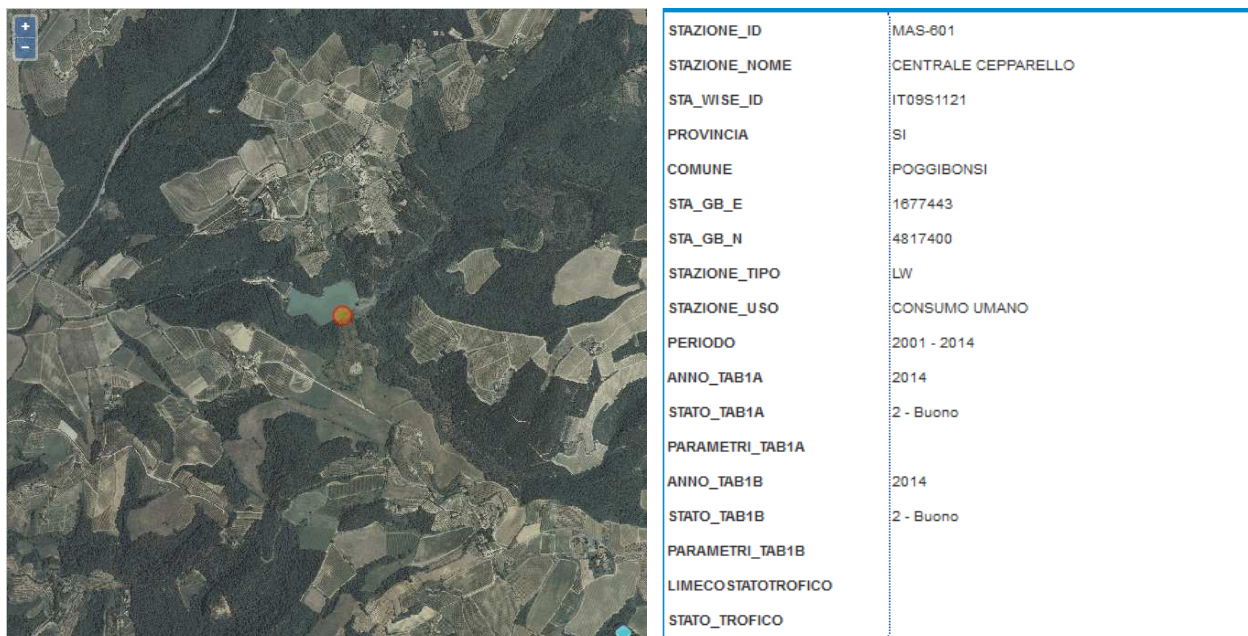 +
−
STAZIONE_ID MAS-601
STAZIONE_NOME CENTRALE CEPPARELLO
STA_WISE_ID IT09S1121
PROVINCIA SI
COMUNE POGGIBONSI
STA_GB_E 1677443
STA_GB_N 4817400
STAZIONE_TIPO LW
STAZIONE_USO CONSUMO UMANO
PERIODO 2001 - 2014
ANNO_TAB1A 2014
STATO_TAB1A 2 - Buono
PARAMETRI_TAB1A
ANNO_TAB1B 2014
STATO_TAB1B 2 - Buono
PARAMETRI_TAB1B
LIMECOSTATOTROFICO
STATO_TROFICO